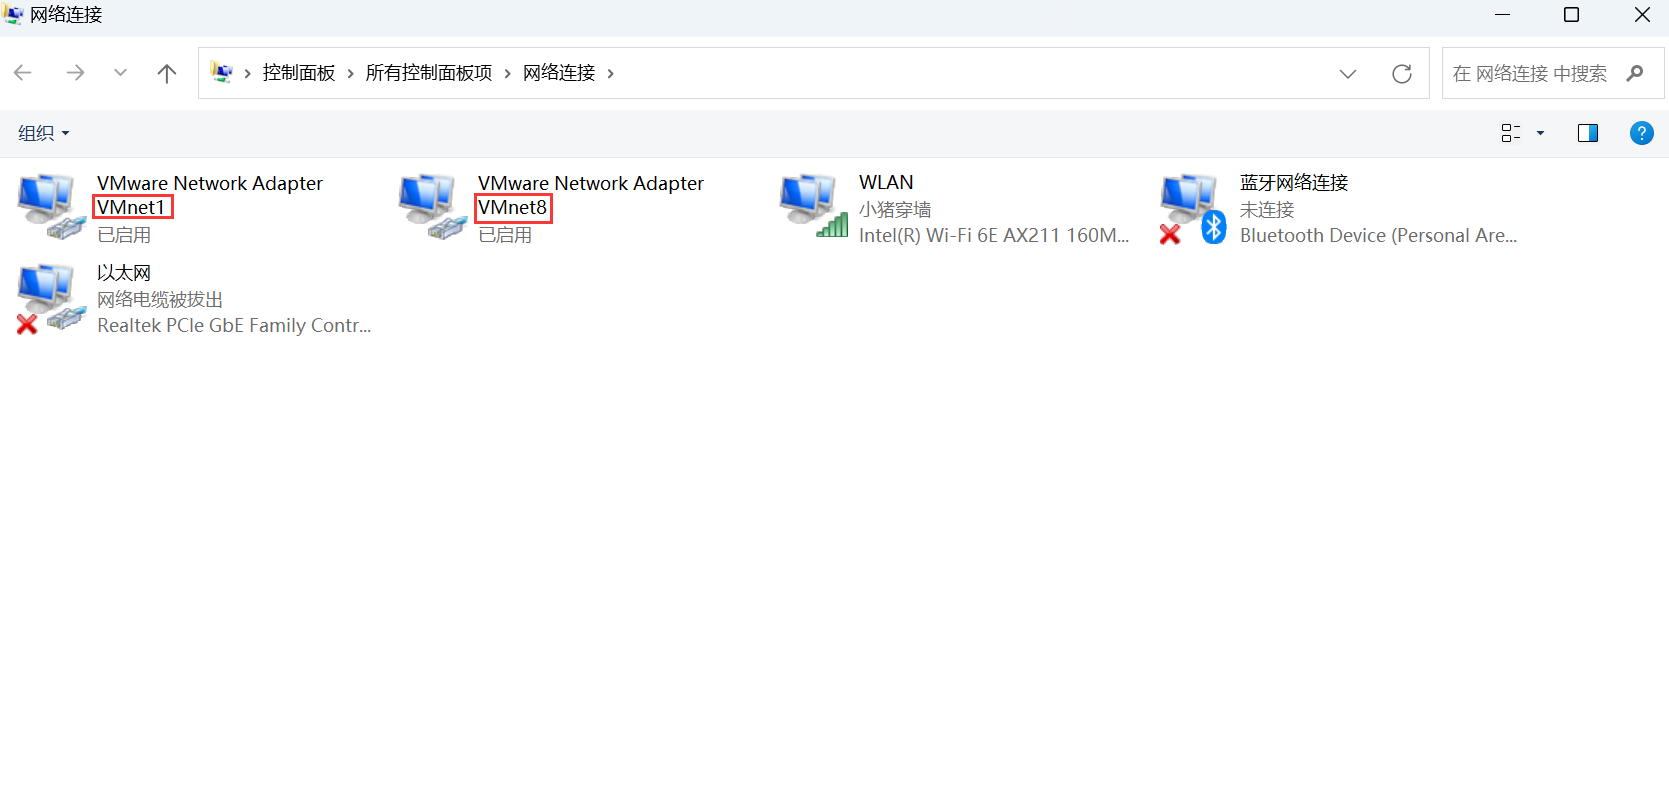 网络连接
控制面板 所有控制面板项 网络连接
在 网络连接 中搜索
组织
VMware Network Adapter
VMnet1
已启用
VMware Network Adapter
VMnet8
已启用
WLAN
小猪穿墙
Intel(R) Wi-Fi 6E AX211 160M...
蓝牙网络连接
未连接
Bluetooth Device (Personal Are...
以太网
网络电缆被拔出
Realtek PCIe GbE Family Contr...